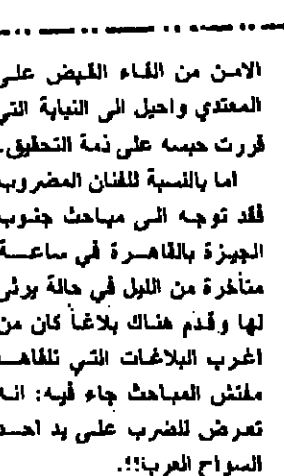 الامن من القاء القبض على
المعتدي واحيل الى النيابة التي
قررت حبسه على ذمة التحقيق.
اما بالنسبة للفنان المضروب
فقد توجه الى مباحث جنوب
الجيزة بالقاهرة في ساعة
متأخرة من الليل في حالة يرثى
لها وقدم هناك بلاغاً كان من
اغرب البلاغات التي تلقاها
مفتش المباحث جاء فيه: انه
تعرض للضرب على يد احد
السواح العرب!!.